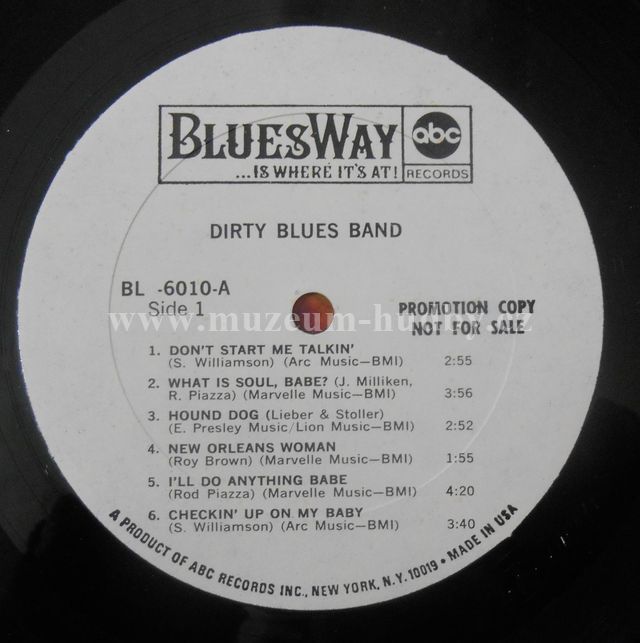 BLUESWAY
...IS WHERE IT'S AT!
abc
RECORDS
DIRTY BLUES BAND
BL -6010-A
Side 1
PROMOTION COPY
NOT FOR SALE
www.muzeum-hudby.cz
1. DON'T START ME TALKIN'
(S. Williamson) (Arc Music—BMI) 2:55
2. WHAT IS SOUL, BABE? (J. Milliken,
R. Piazza) (Marvelle Music—BMI) 3:56
3. HOUND DOG (Lieber & Stoller)
(E. Presley Music/Lion Music—BMI) 2:52
4. NEW ORLEANS WOMAN
(Roy Brown) (Marvelle Music—BMI) 1:55
5. I'LL DO ANYTHING BABE
(Rod Piazza) (Marvelle Music—BMI) 4:20
6. CHECKIN' UP ON MY BABY
(S. Williamson) (Arc Music—BMI) 3:40
A PRODUCT OF ABC RECORDS INC., NEW YORK, N.Y. 10019 • MADE IN USA